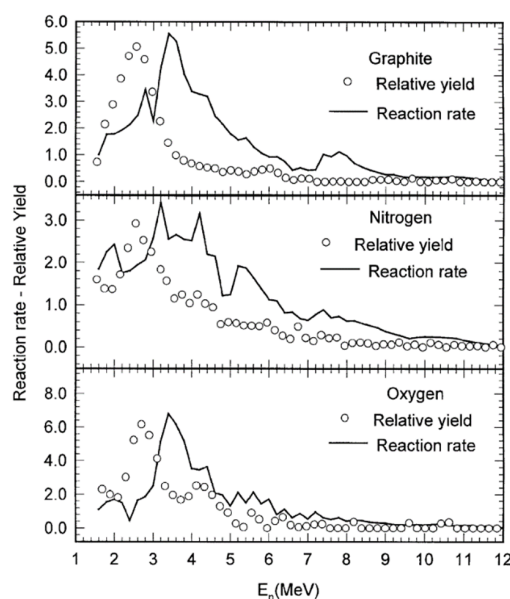 6.0
5.0
4.0
3.0
2.0
1.0
0.0
Graphite
Relative yield
Reaction rate
3.0
2.0
1.0
0.0
Nitrogen
Relative yield
Reaction rate
8.0
6.0
4.0
2.0
0.0
Oxygen
Relative yield
Reaction rate
Reaction rate - Relative Yield
1 2 3 4 5 6 7 8 9 10 11 12
Eₙ(MeV)